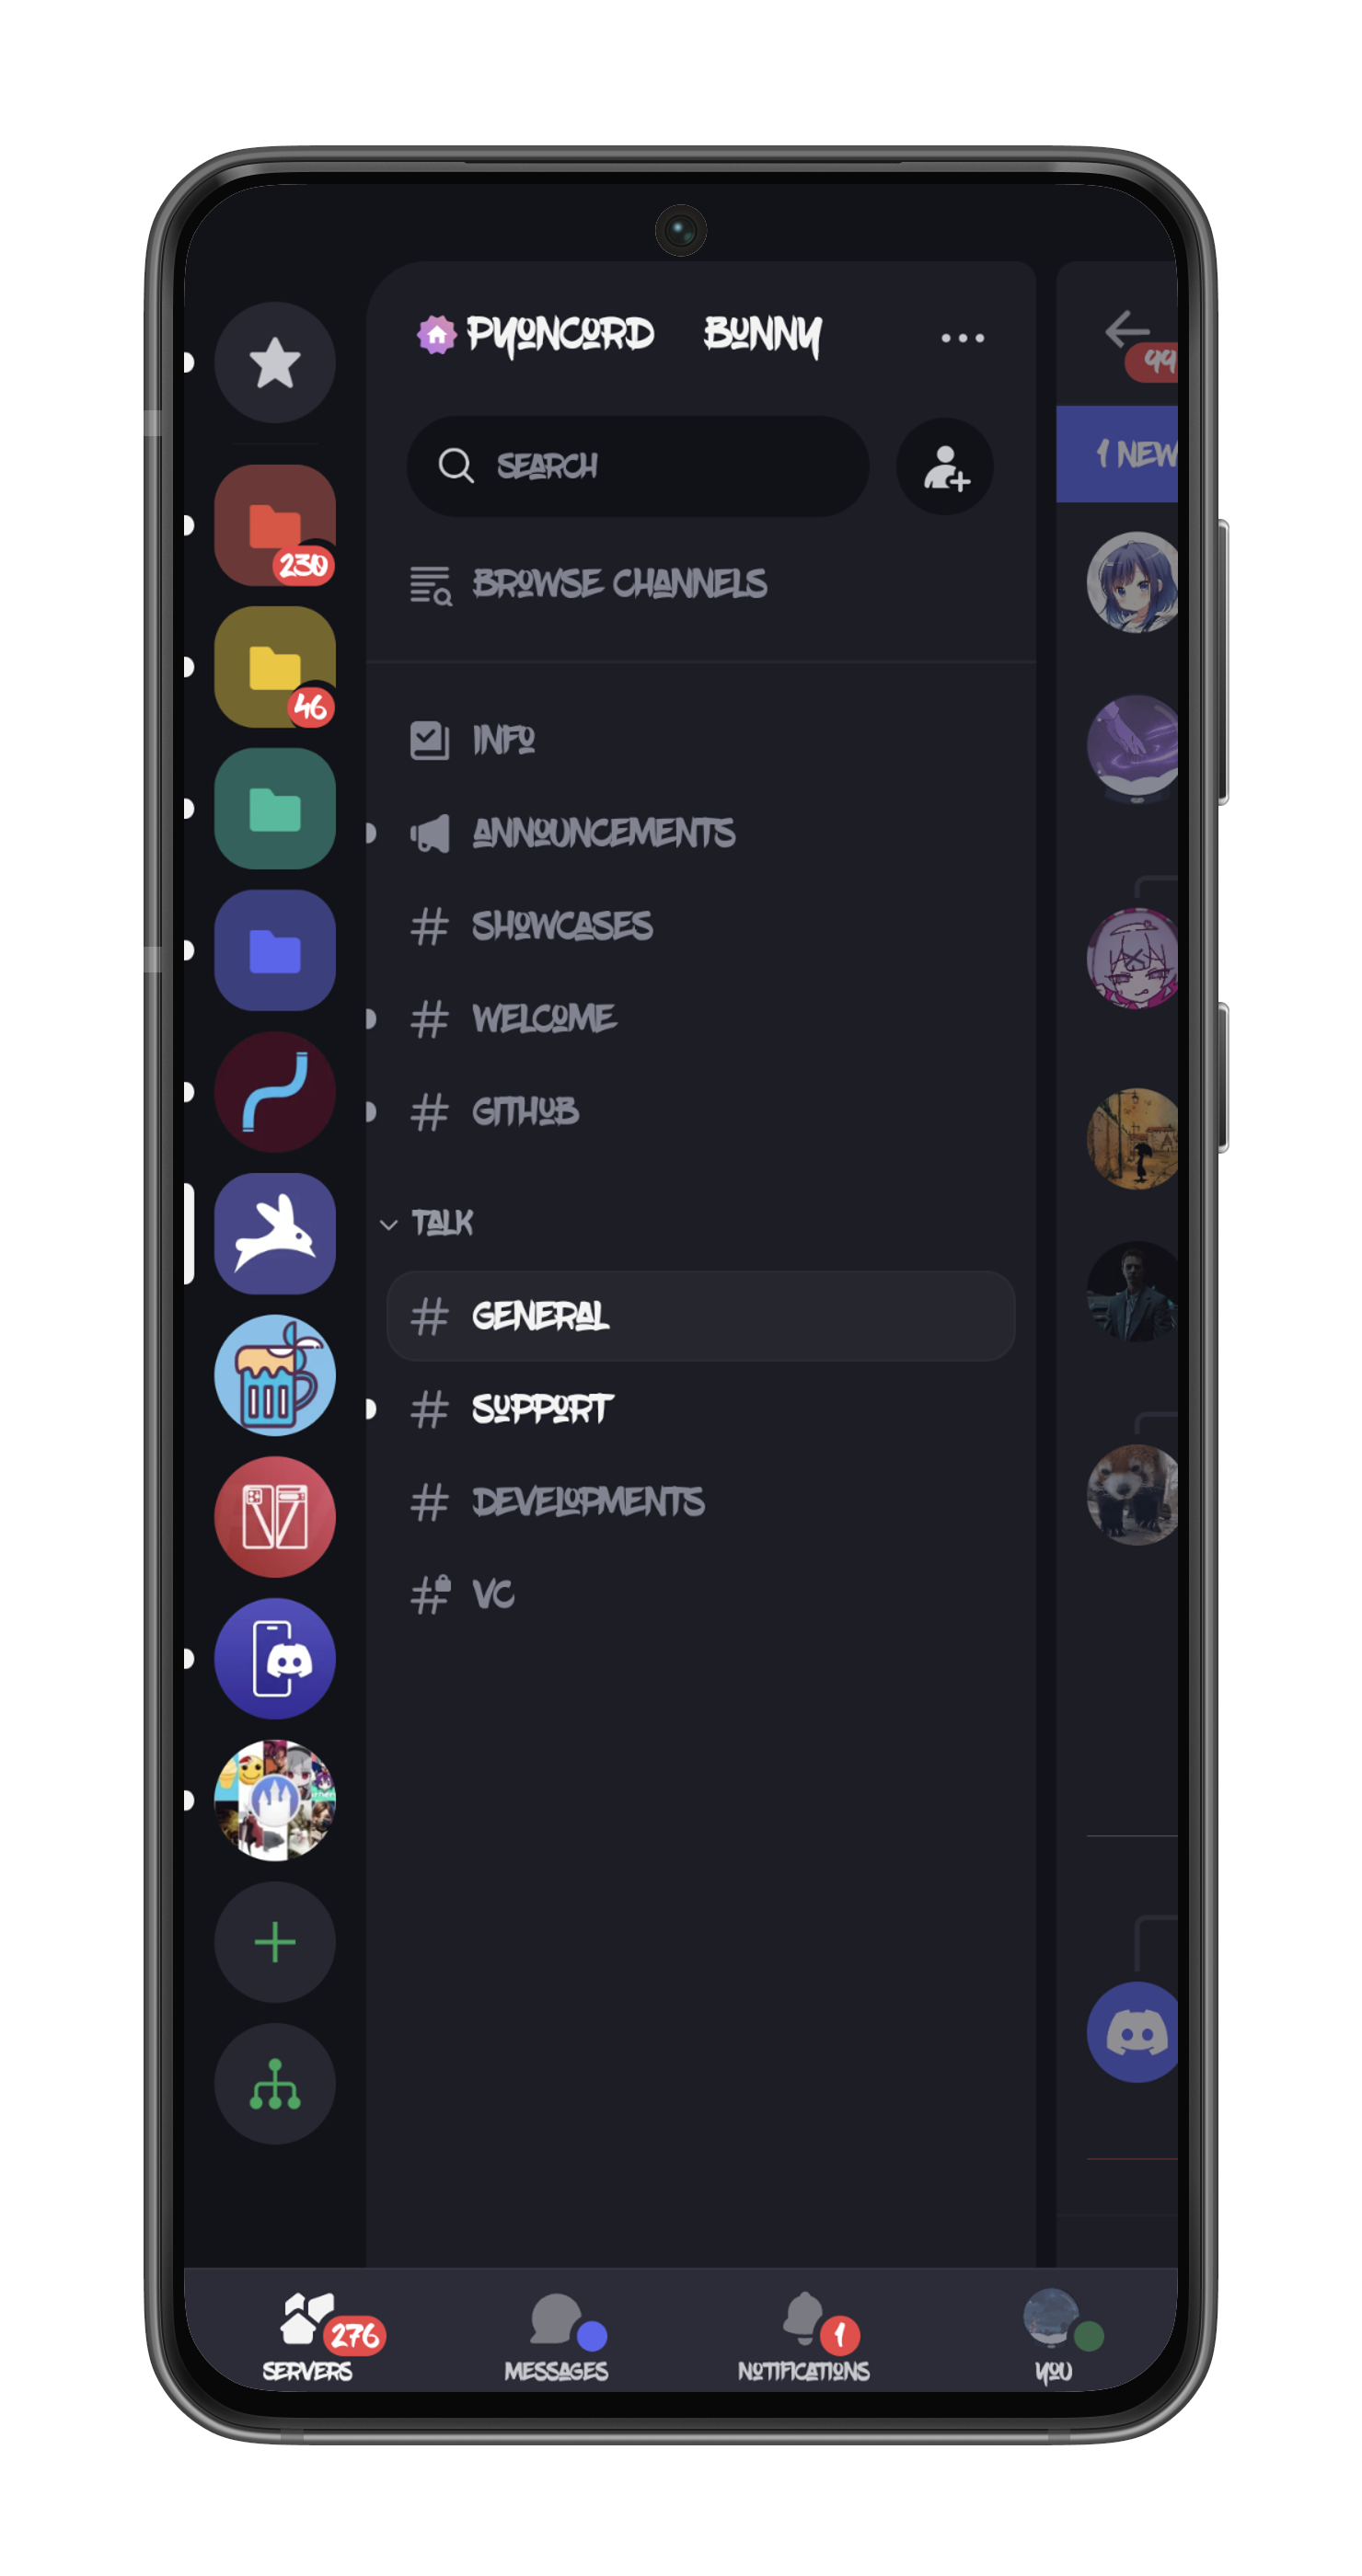 PYONCORD BUNNY
99
SEARCH
1 NEW
230
BROWSE CHANNELS
46
INFO
ANNOUNCEMENTS
SHOWCASES
WELCOME
GITHUB
TALK
GENERAL
SUPPORT
DEVELOPMENTS
VC
276
1
SERVERS
MESSAGES
NOTIFICATIONS
YOU